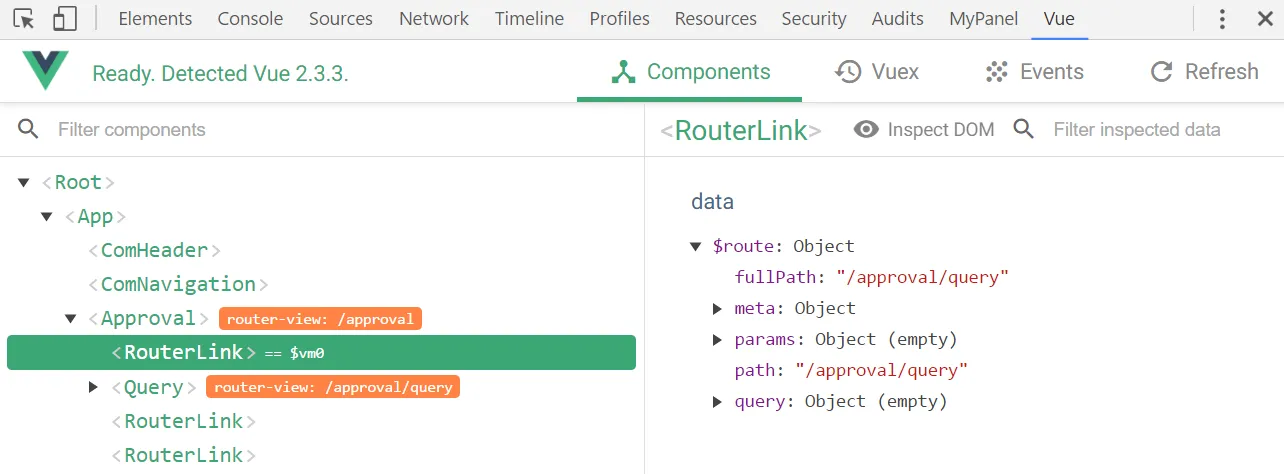 Elements Console Sources Network Timeline Profiles Resources Security Audits MyPanel Vue
Ready. Detected Vue 2.3.3. Components Vuex Events Refresh
Filter components
<RouterLink> Inspect DOM Filter inspected data
<Root>
<App>
<ComHeader>
<ComNavigation>
<Approval> router-view: /approval
<RouterLink> == $vm0
<Query> router-view: /approval/query
<RouterLink>
<RouterLink>
data
$route: Object
fullPath: "/approval/query"
meta: Object
params: Object (empty)
path: "/approval/query"
query: Object (empty)